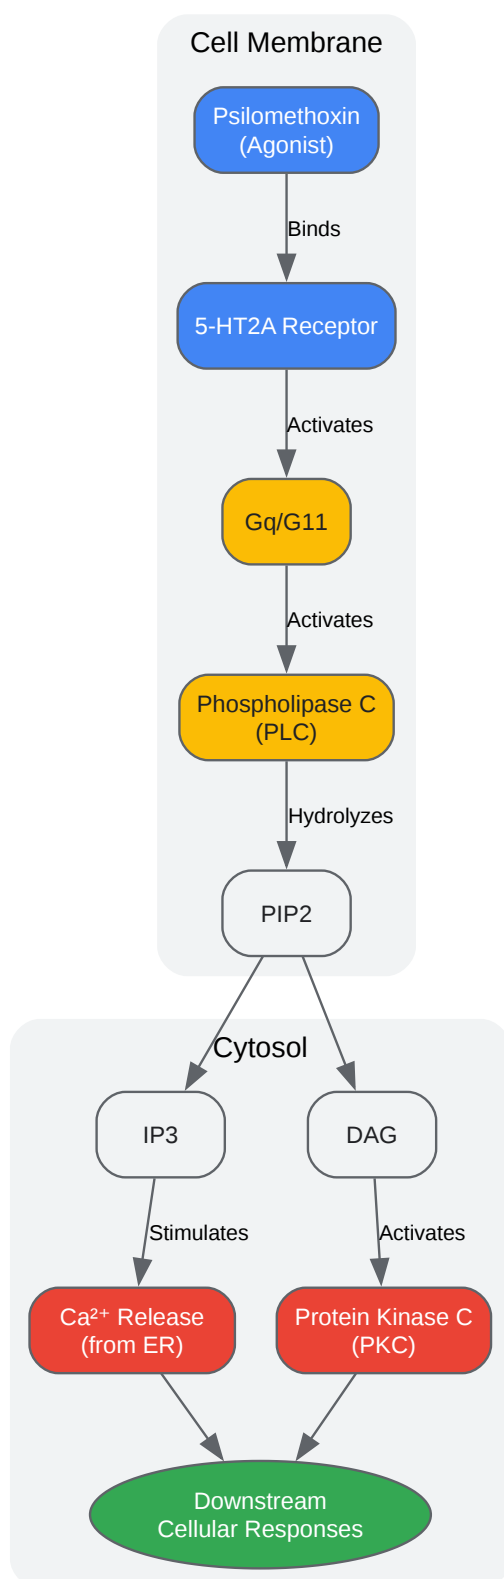 Cell Membrane
Psilomethoxin
(Agonist)
Binds
5-HT2A Receptor
Activates
Gq/G11
Activates
Phospholipase C
(PLC)
Hydrolyzes
PIP2
Cytosol
IP3
DAG
Stimulates
Activates
Ca²⁺ Release
(from ER)
Protein Kinase C
(PKC)
Downstream
Cellular Responses